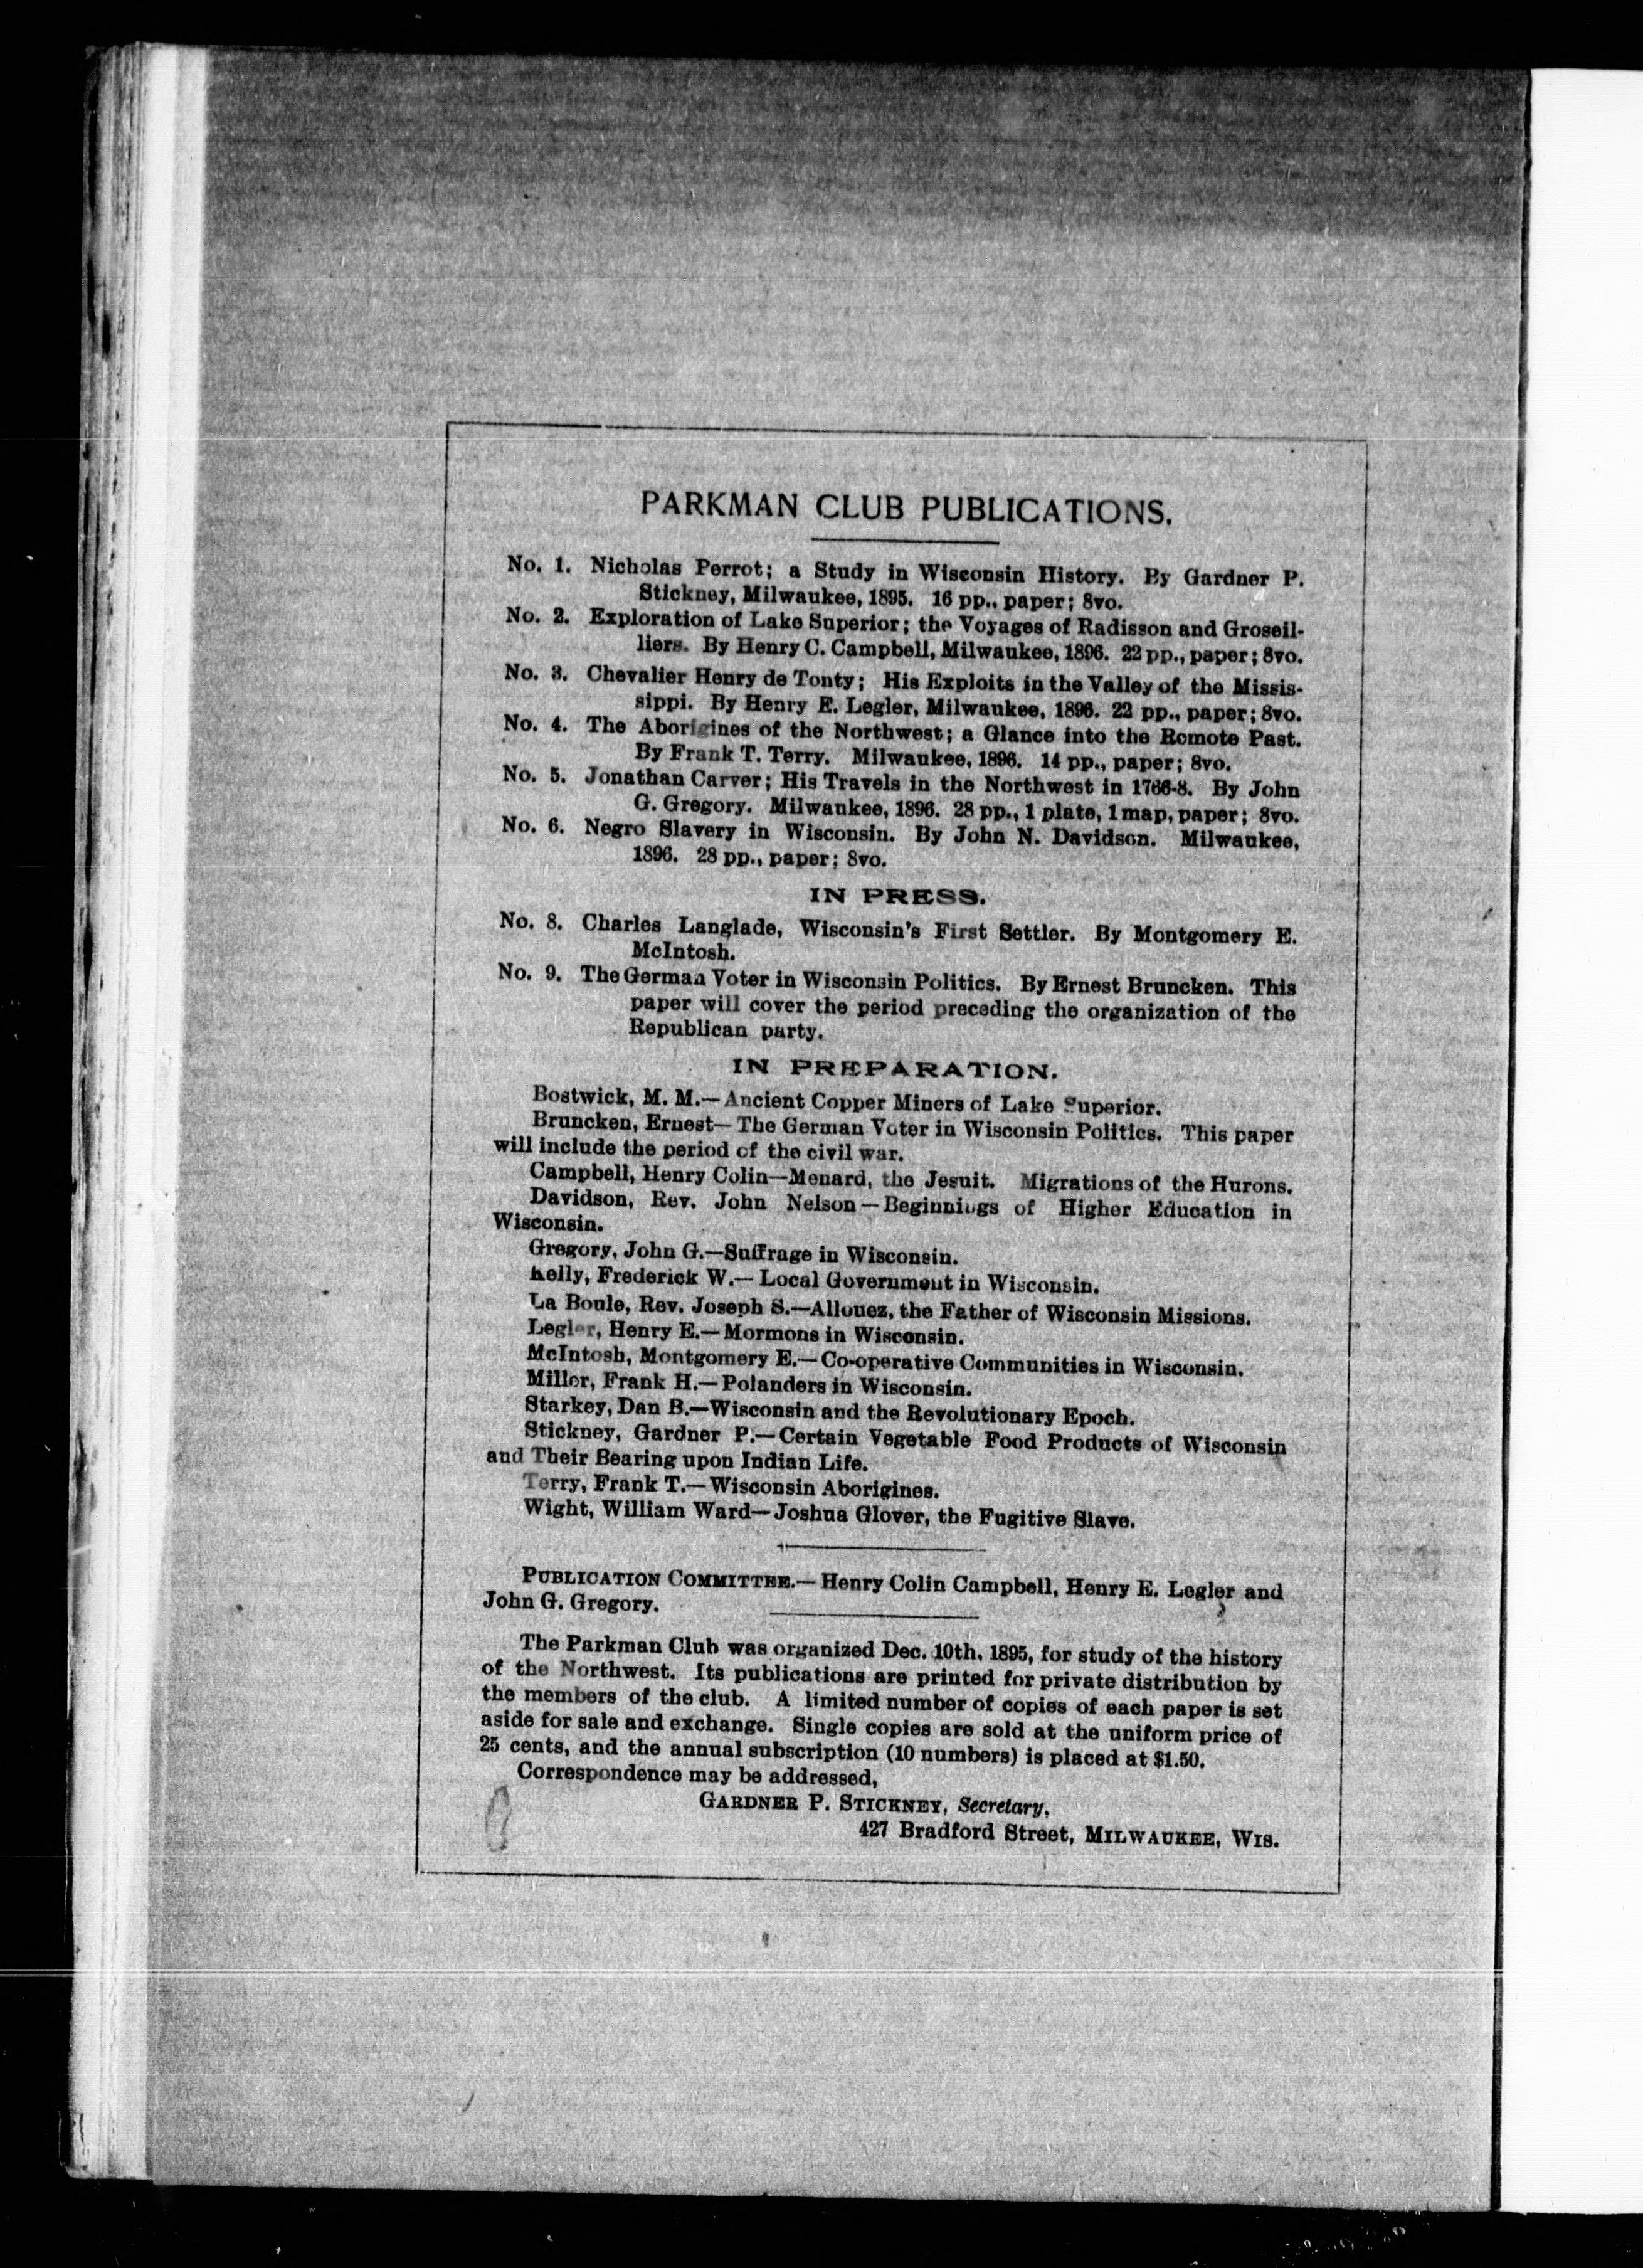 PARKMAN CLUB PUBLICATIONS.
No. 1. Nicholas Perrot; a Study in Wisconsin History. By Gardner P.
Stickney, Milwaukee, 1895. 16 pp., paper; 8vo.
No. 2. Exploration of Lake Superior; the Voyages of Radisson and Groseil-
liers. By Henry C. Campbell, Milwaukee, 1896. 22 pp., paper; 8vo.
No. 3. Chevalier Henry de Tonty; His Exploits in the Valley of the Missis-
sippi. By Henry E. Legler, Milwaukee, 1896. 22 pp., paper; 8vo.
No. 4. The Aborigines of the Northwest; a Glance into the Remote Past.
By Frank T. Terry. Milwaukee, 1896. 14 pp., paper; 8vo.
No. 5. Jonathan Carver; His Travels in the Northwest in 1766-8. By John
G. Gregory. Milwaukee, 1896. 28 pp., 1 plate, 1 map, paper; 8vo.
No. 6. Negro Slavery in Wisconsin. By John N. Davidson. Milwaukee,
1896. 28 pp., paper; 8vo.
IN PRESS.
No. 8. Charles Langlade, Wisconsin's First Settler. By Montgomery E.
McIntosh.
No. 9. The German Voter in Wisconsin Politics. By Ernest Bruncken. This
paper will cover the period preceding the organization of the
Republican party.
IN PREPARATION.
Bostwick, M. M.—Ancient Copper Miners of Lake Superior.
Bruncken, Ernest—The German Voter in Wisconsin Politics. This paper
will include the period of the civil war.
Campbell, Henry Colin—Menard, the Jesuit. Migrations of the Hurons.
Davidson, Rev. John Nelson—Beginnings of Higher Education in
Wisconsin.
Gregory, John G.—Suffrage in Wisconsin.
Kelly, Frederick W.—Local Government in Wisconsin.
La Boule, Rev. Joseph S.—Allouez, the Father of Wisconsin Missions.
Legler, Henry E.—Mormons in Wisconsin.
McIntosh, Montgomery E.—Co-operative Communities in Wisconsin.
Miller, Frank H.—Polanders in Wisconsin.
Starkey, Dan B.—Wisconsin and the Revolutionary Epoch.
Stickney, Gardner P.—Certain Vegetable Food Products of Wisconsin
and Their Bearing upon Indian Life.
Terry, Frank T.—Wisconsin Aborigines.
Wight, William Ward—Joshua Glover, the Fugitive Slave.
PUBLICATION COMMITTEE.—Henry Colin Campbell, Henry E. Legler and
John G. Gregory.
The Parkman Club was organized Dec. 10th, 1895, for study of the history
of the Northwest. Its publications are printed for private distribution by
the members of the club. A limited number of copies of each paper is set
aside for sale and exchange. Single copies are sold at the uniform price of
25 cents, and the annual subscription (10 numbers) is placed at $1.50.
Correspondence may be addressed,
GARDNER P. STICKNEY, Secretary,
427 Bradford Street, MILWAUKEE, WIS.